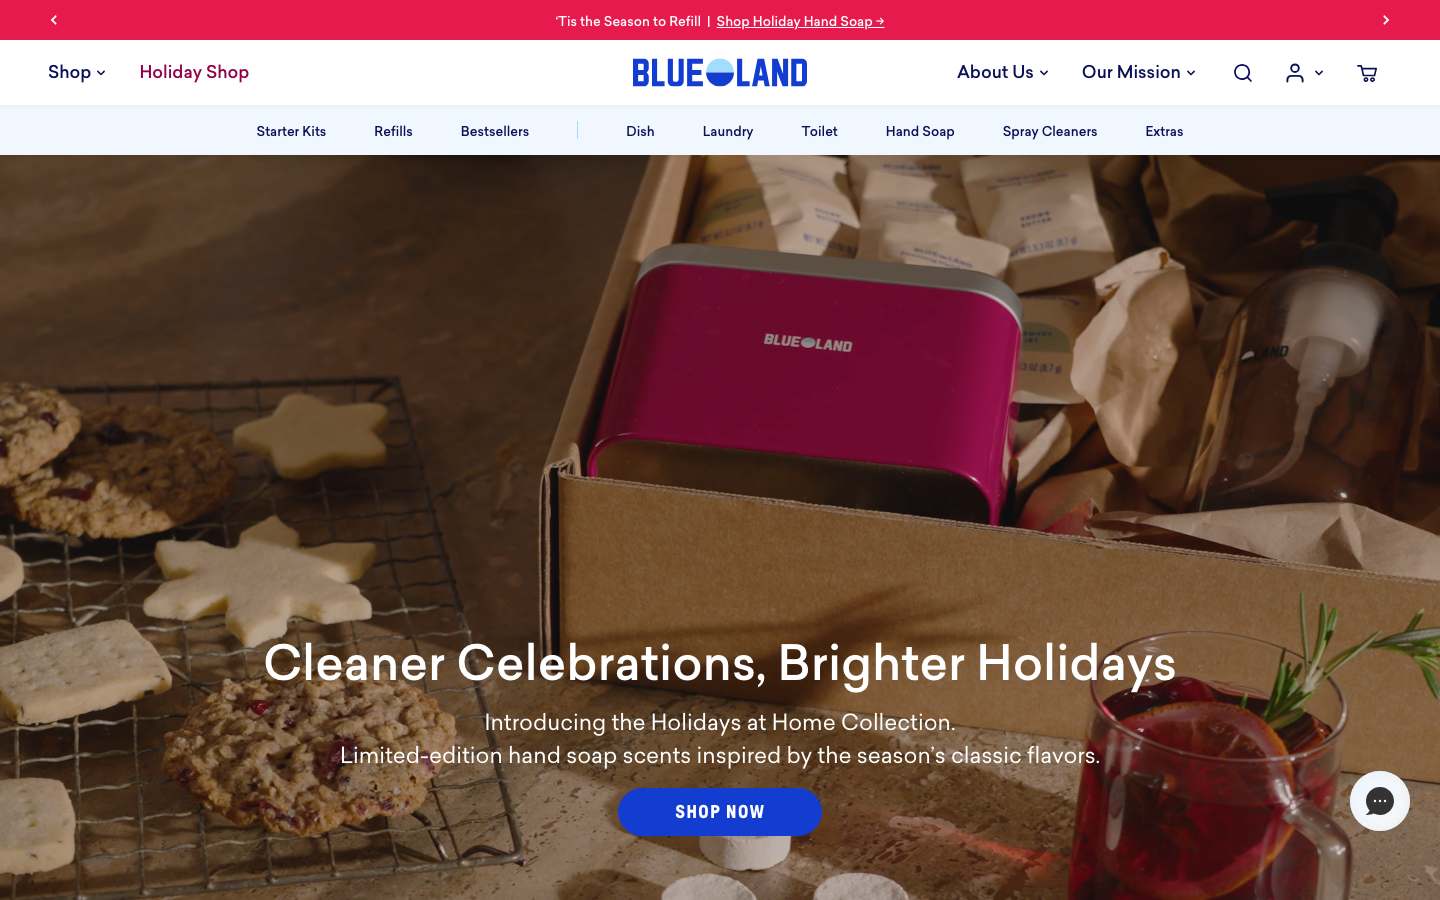 'Tis the Season to Refill | Shop Holiday Hand Soap →
Shop
Holiday Shop
BLUELAND
About Us
Our Mission
Starter Kits
Refills
Bestsellers
Dish
Laundry
Toilet
Hand Soap
Spray Cleaners
Extras
BLUELAND
Cleaner Celebrations, Brighter Holidays
Introducing the Holidays at Home Collection.
Limited-edition hand soap scents inspired by the season’s classic flavors.
SHOP NOW